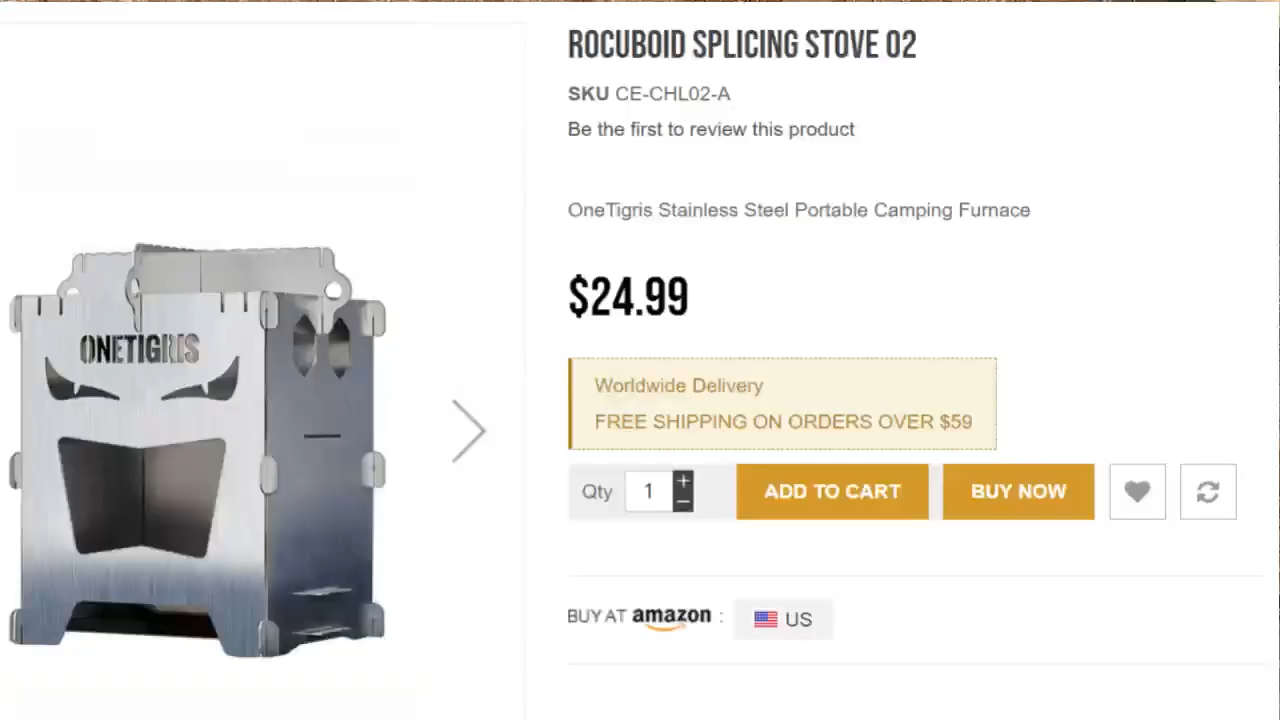 ROCUBOID SPLICING STOVE 02
SKU CE-CHL02-A
Be the first to review this product
OneTigris Stainless Steel Portable Camping Furnace
$24.99
ONETIGRIS
Worldwide Delivery
FREE SHIPPING ON ORDERS OVER $59
Qty 1 + − ADD TO CART BUY NOW
BUY AT amazon : US